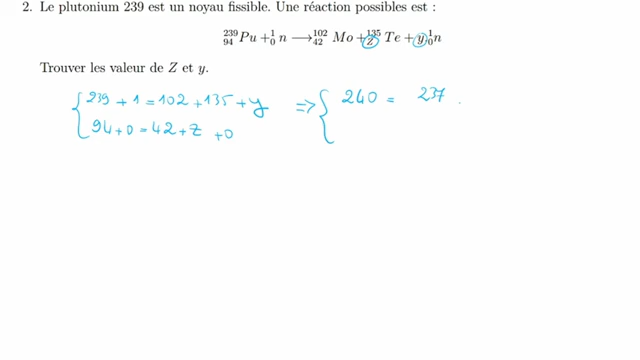 2. Le plutonium 239 est un noyau fissible. Une réaction possibles est :
²³⁹₉₄Pu + ¹₀n ⟶ ¹⁰²₄₂Mo + ¹³⁵_Z Te + y ¹₀n
Trouver les valeur de Z et y.
{ 239 + 1 = 102 + 135 + y ⇒ { 240 = 237
94 + 0 = 42 + Z + 0